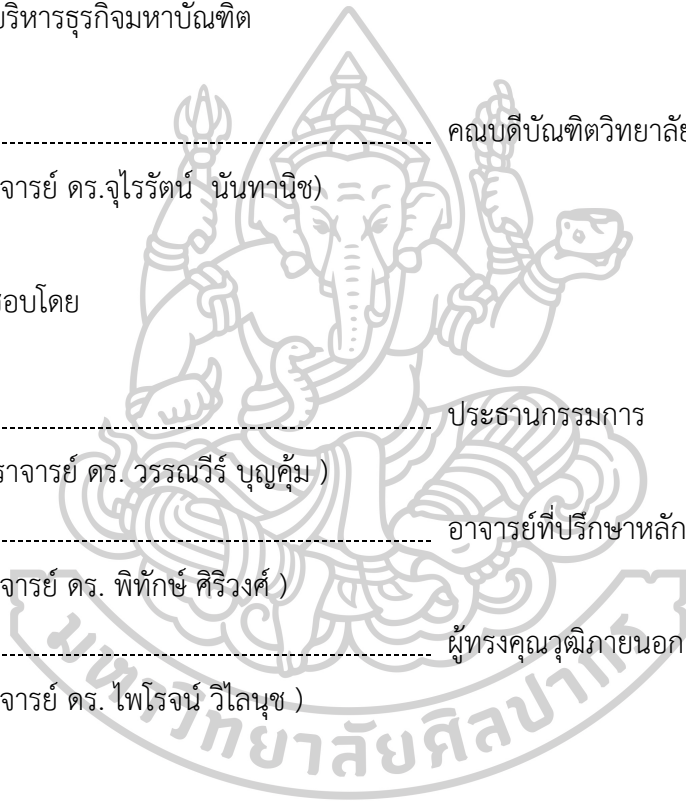 บริหารธุรกิจมหาบัณฑิต
คณบดีบัณฑิตวิทยาลัย
จารย์ ดร.จุไรรัตน์ นันทานิช)
สอบโดย
ประธานกรรมการ
ราจารย์ ดร. วรรณวีร์ บุญคุ้ม )
อาจารย์ที่ปรึกษาหลัก
จารย์ ดร. พิทักษ์ ศิริวงศ์ )
ผู้ทรงคุณวุฒิภายนอก
จารย์ ดร. ไพโรจน์ วิไลนุช )
มหาวิทยาลัยศิลปากร